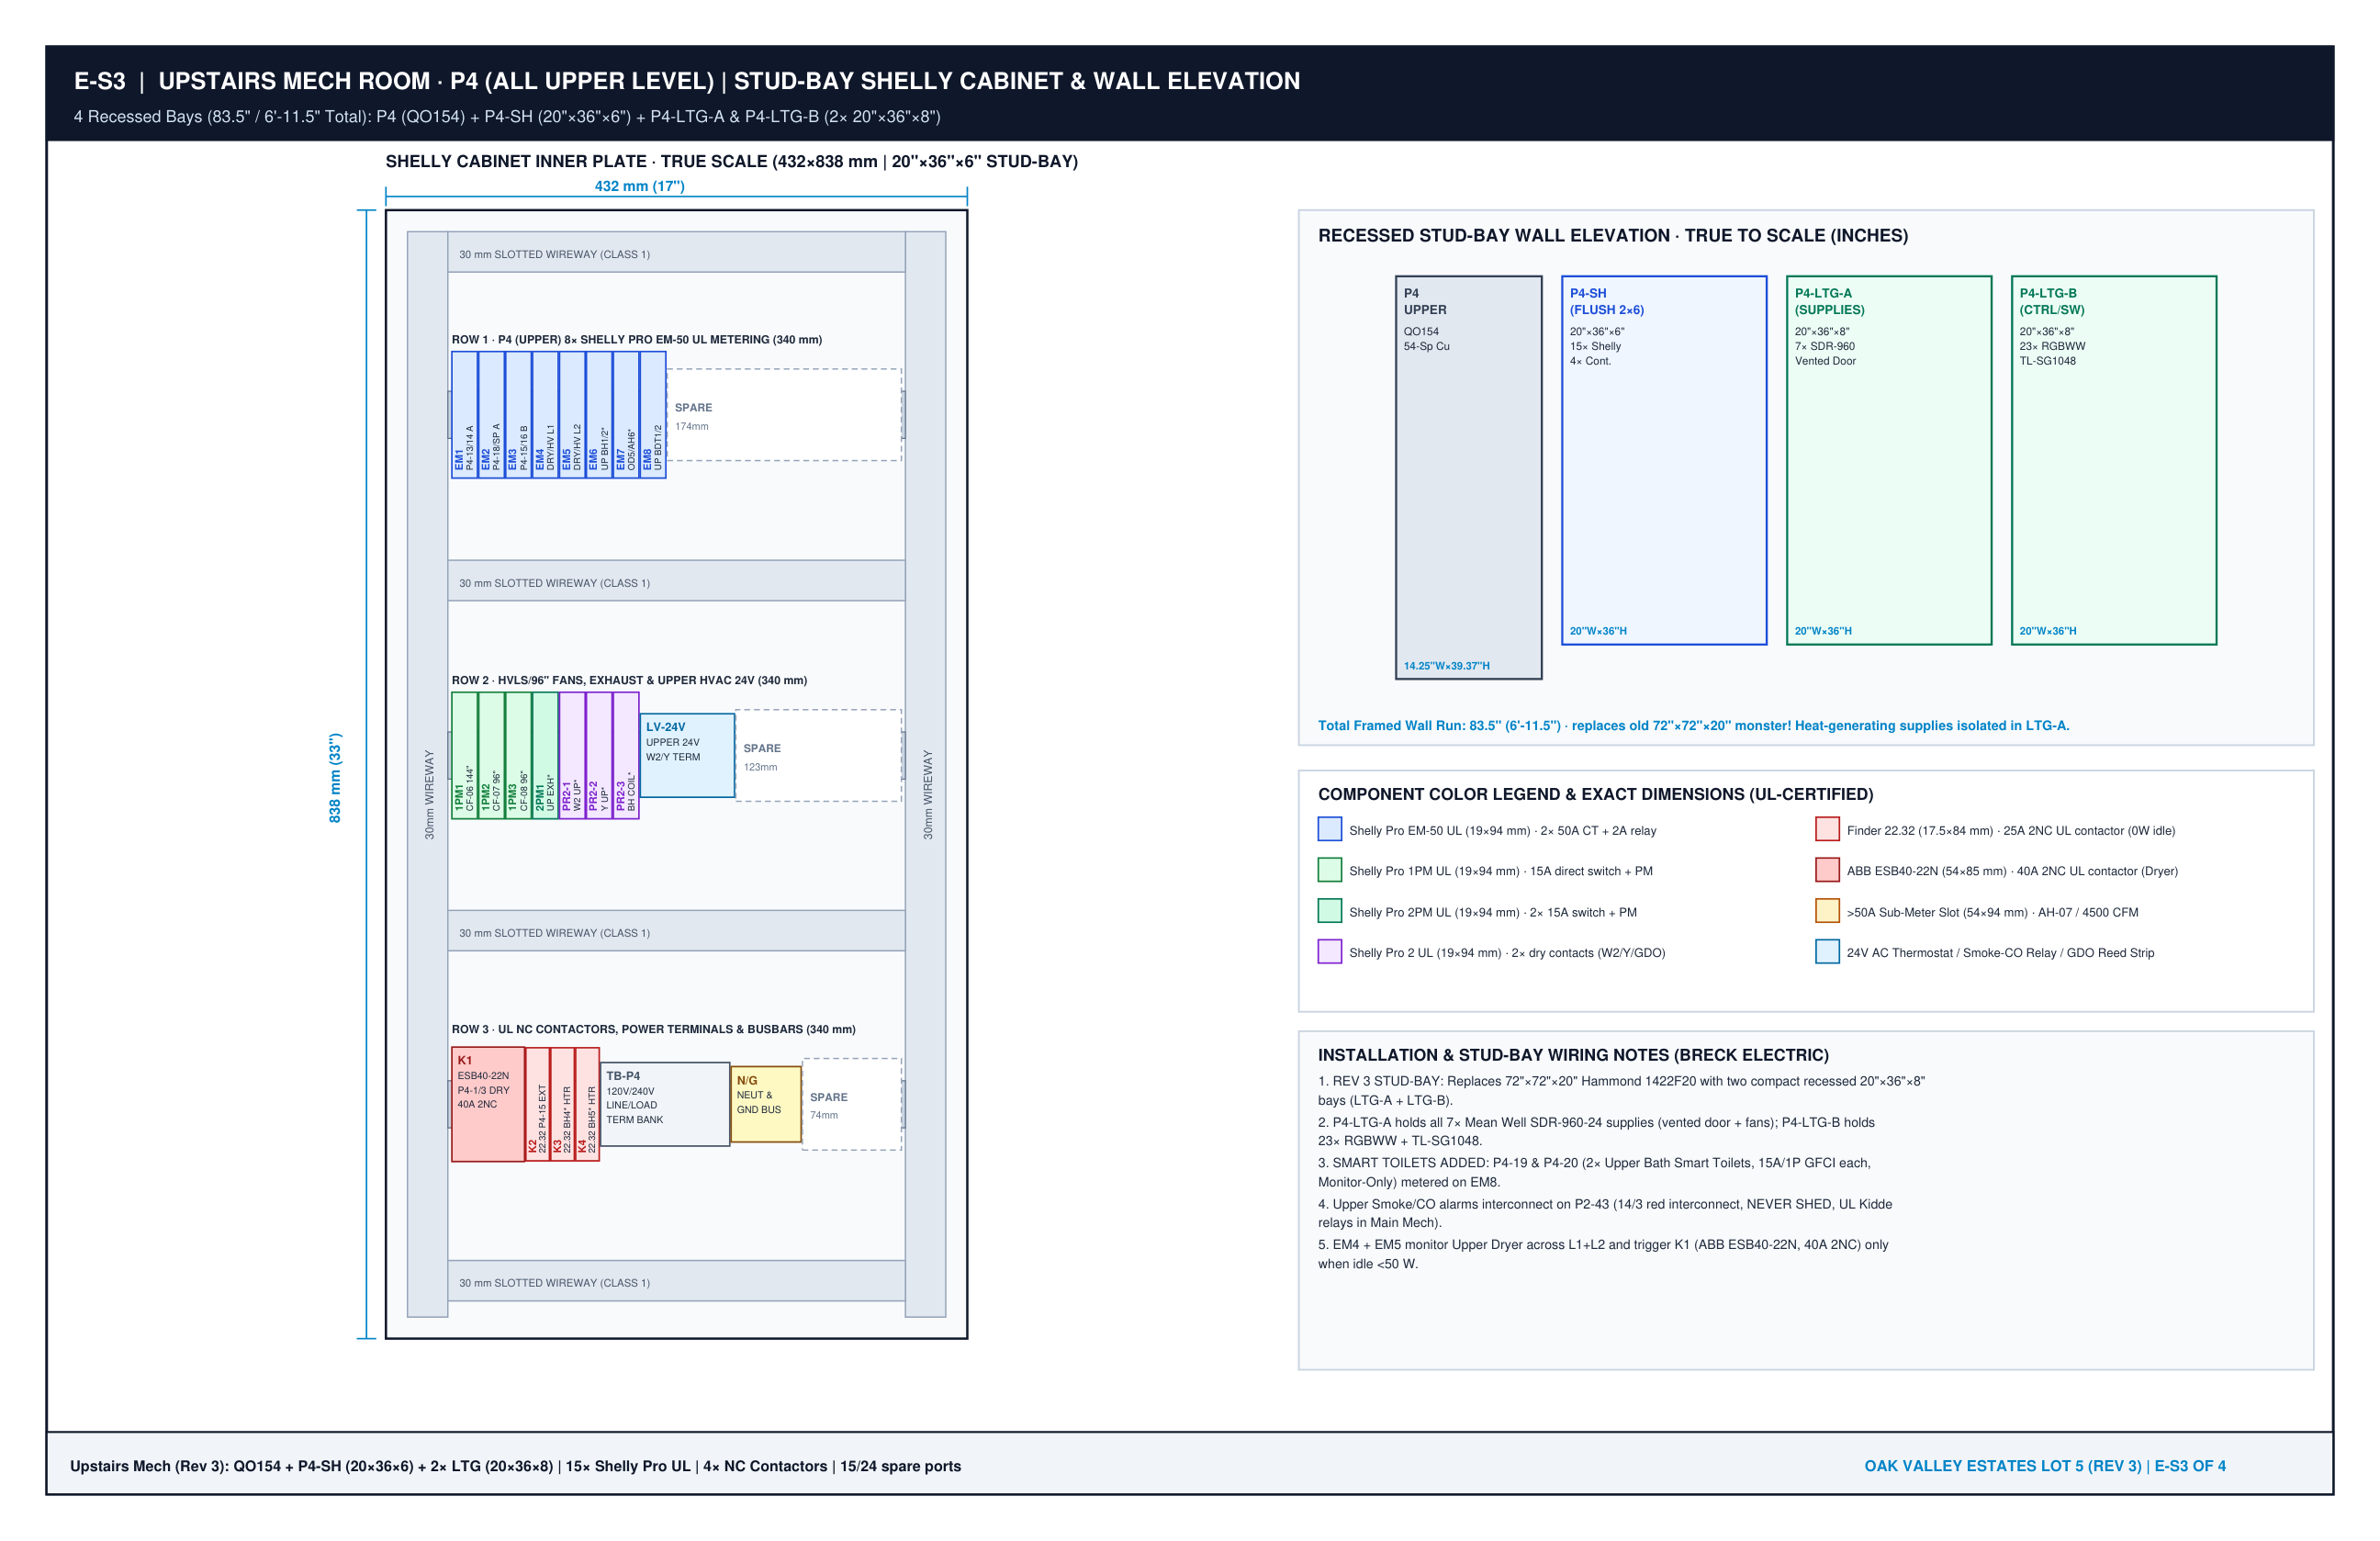 E-S3 | UPSTAIRS MECH ROOM · P4 (ALL UPPER LEVEL) | STUD-BAY SHELLY CABINET & WALL ELEVATION
4 Recessed Bays (83.5" / 6'-11.5" Total): P4 (QO154) + P4-SH (20"×36"×6") + P4-LTG-A & P4-LTG-B (2× 20"×36"×8")
SHELLY CABINET INNER PLATE · TRUE SCALE (432×838 mm | 20"×36"×6" STUD-BAY)
432 mm (17")
838 mm (33")
30mm WIREWAY
30mm WIREWAY
30 mm SLOTTED WIREWAY (CLASS 1)
ROW 1 · P4 (UPPER) 8× SHELLY PRO EM-50 UL METERING (340 mm)
EM1
P4-13/14 A
EM2
P4-18/SP A
EM3
P4-15/16 B
EM4
DRY/HV L1
EM5
DRY/HV L2
EM6
UP BH1/2*
EM7
OD5/AH6*
EM8
UP BDT1/2
SPARE
174mm
30 mm SLOTTED WIREWAY (CLASS 1)
ROW 2 · HVLS/96" FANS, EXHAUST & UPPER HVAC 24V (340 mm)
1PM1
CF-06 144"
1PM2
CF-07 96"
1PM3
CF-08 96"
2PM1
UP EXH*
PR2-1
W2 UP*
PR2-2
Y UP*
PR2-3
BH COIL*
LV-24V
UPPER 24V
W2/Y TERM
SPARE
123mm
30 mm SLOTTED WIREWAY (CLASS 1)
ROW 3 · UL NC CONTACTORS, POWER TERMINALS & BUSBARS (340 mm)
K1
ESB40-22N
P4-1/3 DRY
40A 2NC
K2
22.32 P4-15 EXT
K3
22.32 BH4* HTR
K4
22.32 BH5* HTR
TB-P4
120V/240V
LINE/LOAD
TERM BANK
N/G
NEUT &
GND BUS
SPARE
74mm
30 mm SLOTTED WIREWAY (CLASS 1)
RECESSED STUD-BAY WALL ELEVATION · TRUE TO SCALE (INCHES)
P4
UPPER
QO154
54-Sp Cu
14.25"W×39.37"H
P4-SH
(FLUSH 2×6)
20"×36"×6"
15× Shelly
4× Cont.
20"W×36"H
P4-LTG-A
(SUPPLIES)
20"×36"×8"
7× SDR-960
Vented Door
20"W×36"H
P4-LTG-B
(CTRL/SW)
20"×36"×8"
23× RGBWW
TL-SG1048
20"W×36"H
Total Framed Wall Run: 83.5" (6'-11.5") · replaces old 72"×72"×20" monster! Heat-generating supplies isolated in LTG-A.
COMPONENT COLOR LEGEND & EXACT DIMENSIONS (UL-CERTIFIED)
Shelly Pro EM-50 UL (19×94 mm) · 2× 50A CT + 2A relay
Shelly Pro 1PM UL (19×94 mm) · 15A direct switch + PM
Shelly Pro 2PM UL (19×94 mm) · 2× 15A switch + PM
Shelly Pro 2 UL (19×94 mm) · 2× dry contacts (W2/Y/GDO)
Finder 22.32 (17.5×84 mm) · 25A 2NC UL contactor (0W idle)
ABB ESB40-22N (54×85 mm) · 40A 2NC UL contactor (Dryer)
>50A Sub-Meter Slot (54×94 mm) · AH-07 / 4500 CFM
24V AC Thermostat / Smoke-CO Relay / GDO Reed Strip
INSTALLATION & STUD-BAY WIRING NOTES (BRECK ELECTRIC)
1. REV 3 STUD-BAY: Replaces 72"×72"×20" Hammond 1422F20 with two compact recessed 20"×36"×8"
bays (LTG-A + LTG-B).
2. P4-LTG-A holds all 7× Mean Well SDR-960-24 supplies (vented door + fans); P4-LTG-B holds
23× RGBWW + TL-SG1048.
3. SMART TOILETS ADDED: P4-19 & P4-20 (2× Upper Bath Smart Toilets, 15A/1P GFCI each,
Monitor-Only) metered on EM8.
4. Upper Smoke/CO alarms interconnect on P2-43 (14/3 red interconnect, NEVER SHED, UL Kidde
relays in Main Mech).
5. EM4 + EM5 monitor Upper Dryer across L1+L2 and trigger K1 (ABB ESB40-22N, 40A 2NC) only
when idle <50 W.
Upstairs Mech (Rev 3): QO154 + P4-SH (20×36×6) + 2× LTG (20×36×8) | 15× Shelly Pro UL | 4× NC Contactors | 15/24 spare ports
OAK VALLEY ESTATES LOT 5 (REV 3) | E-S3 OF 4